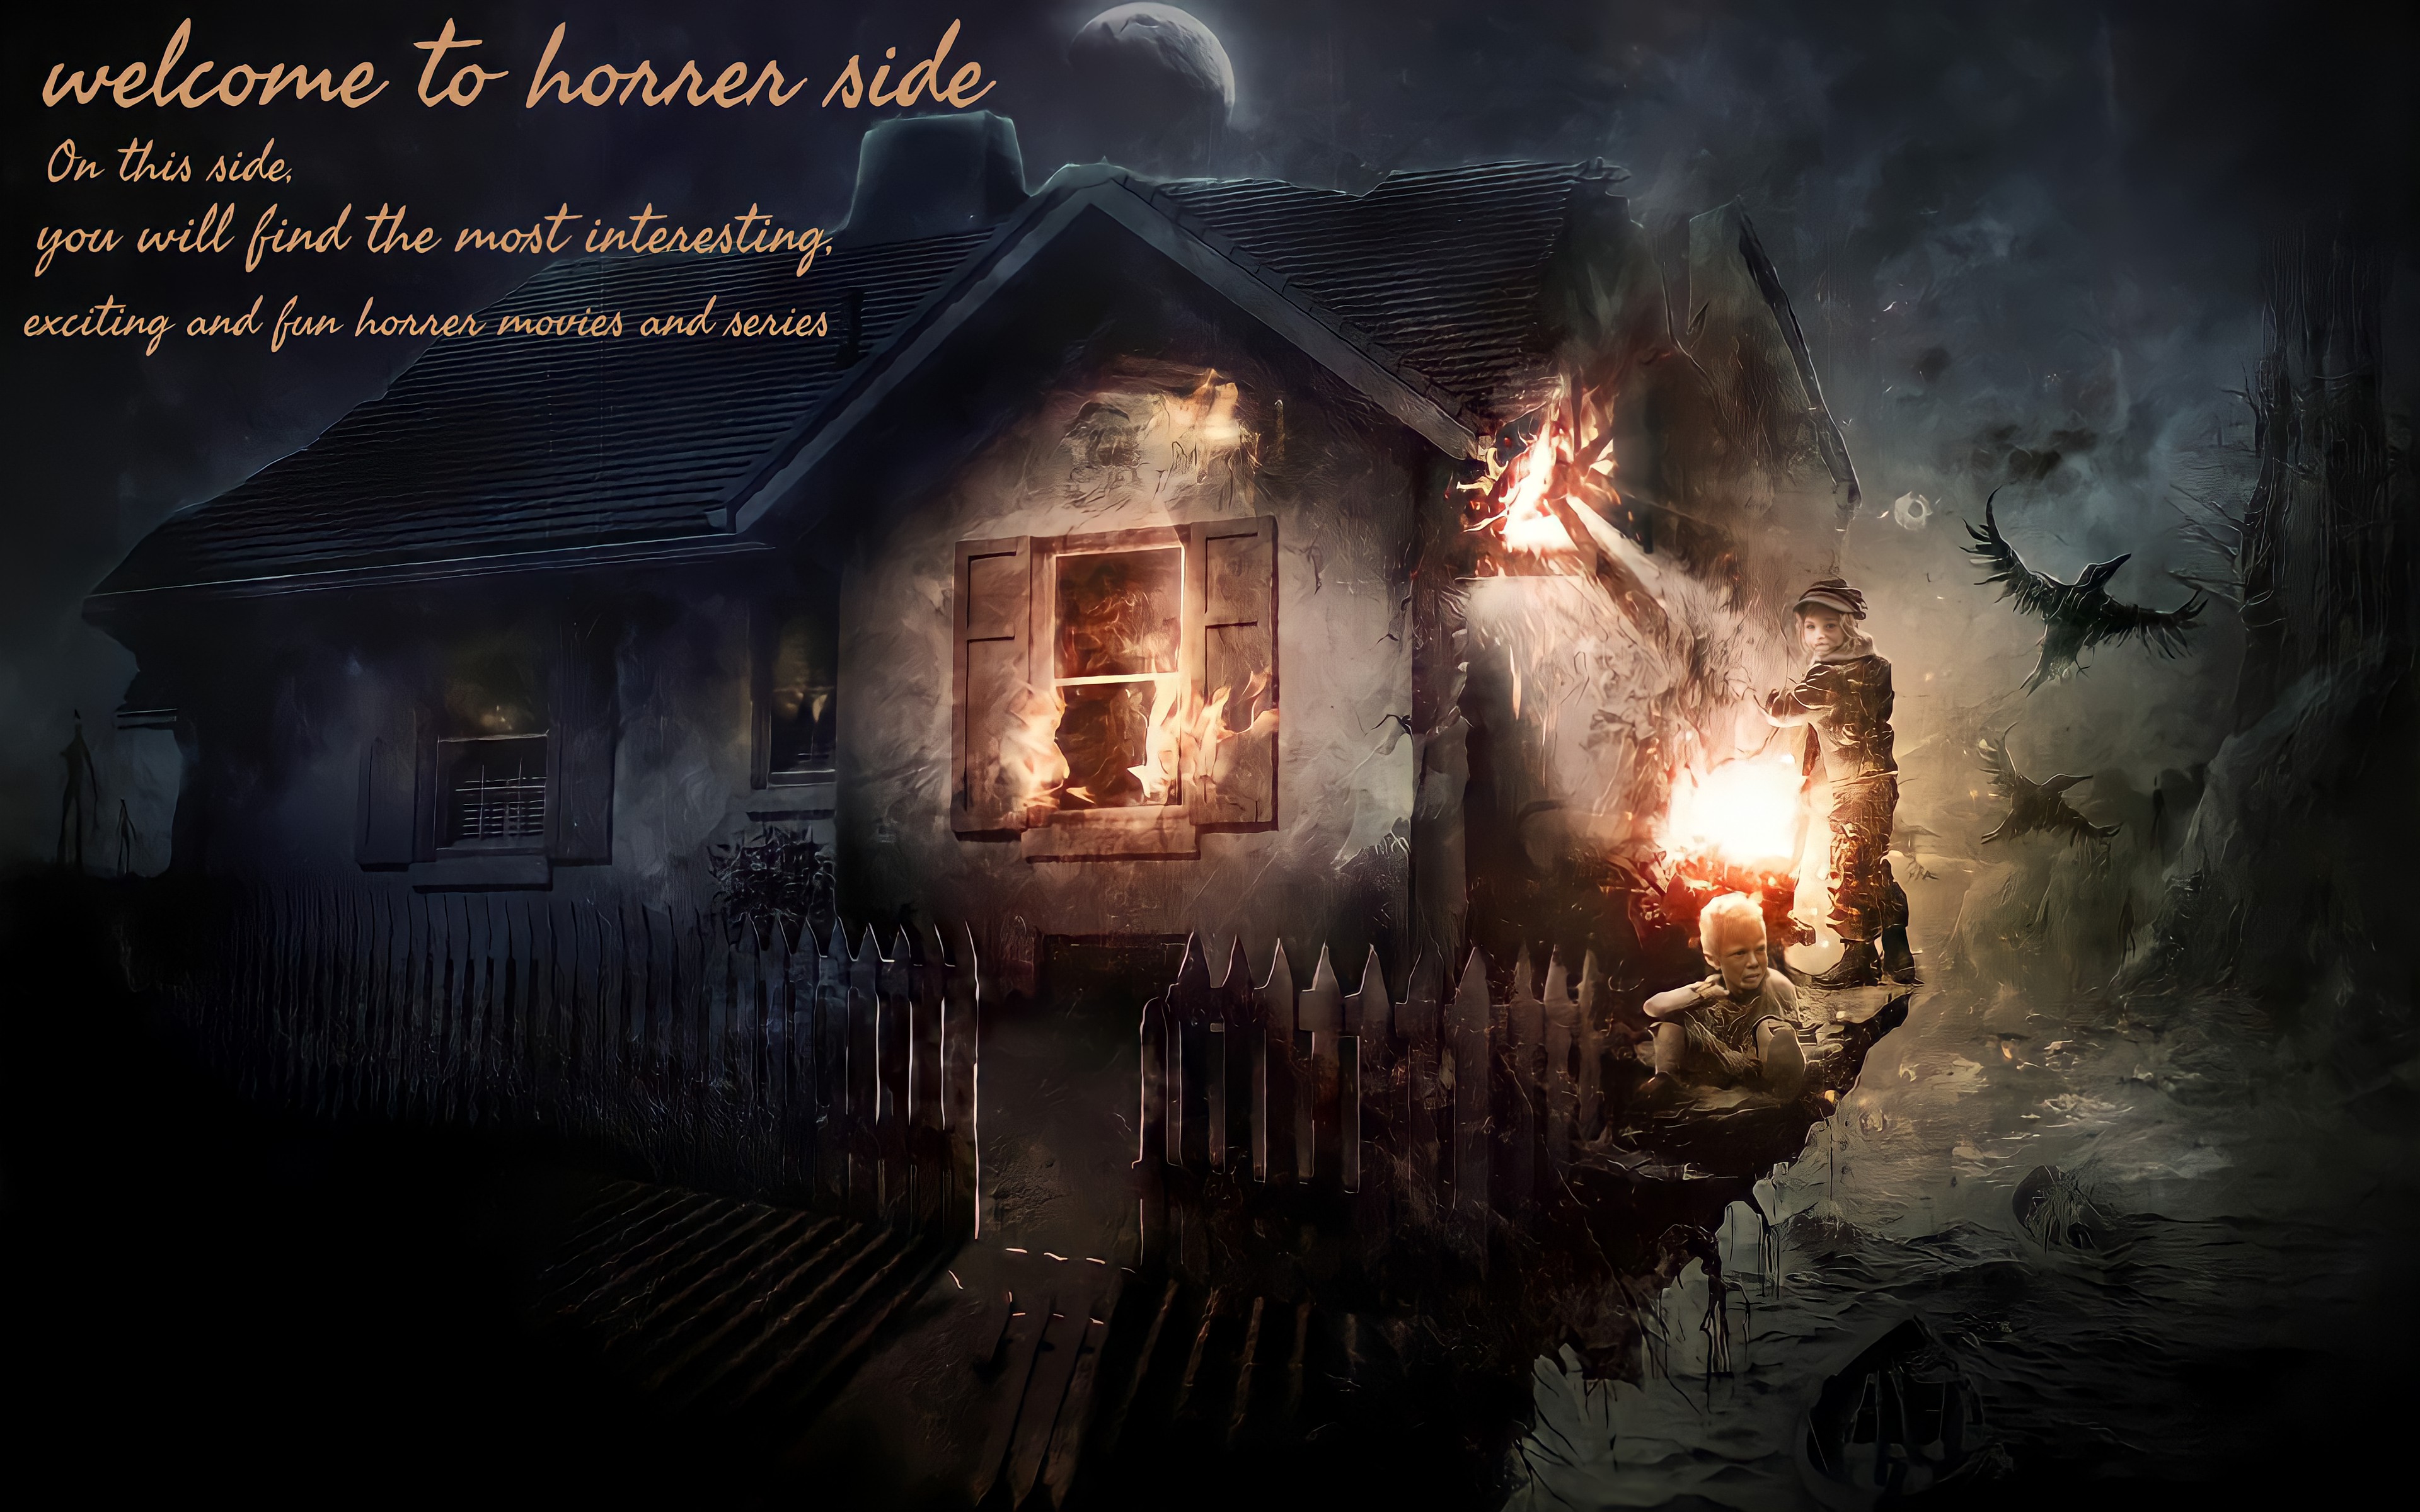 welcome to horrer side
On this side,
you will find the most interesting,
exciting and fun horrer movies and series